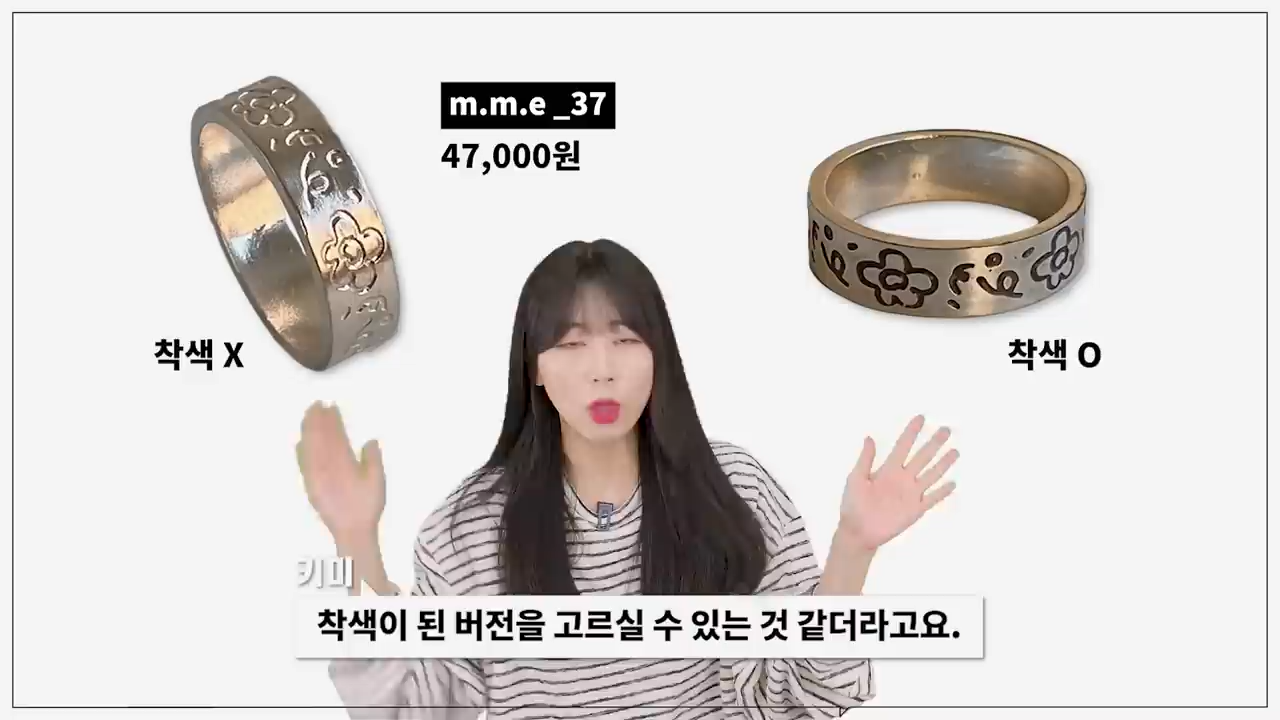 m.m.e _37
47,000원
착색 X
착색 O
키미
착색이 된 버전을 고르실 수 있는 것 같더라고요.